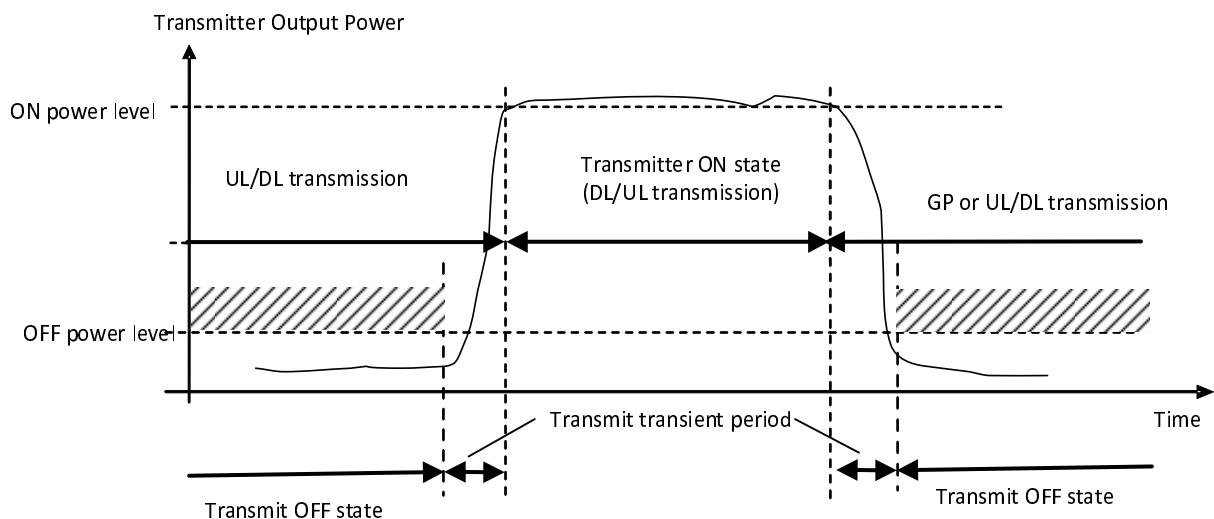 Transmitter Output Power
ON power level
UL/DL transmission
Transmitter ON state
(DL/UL transmission)
GP or UL/DL transmission
OFF power level
Transmit transient period
Time
Transmit OFF state
Transmit OFF state